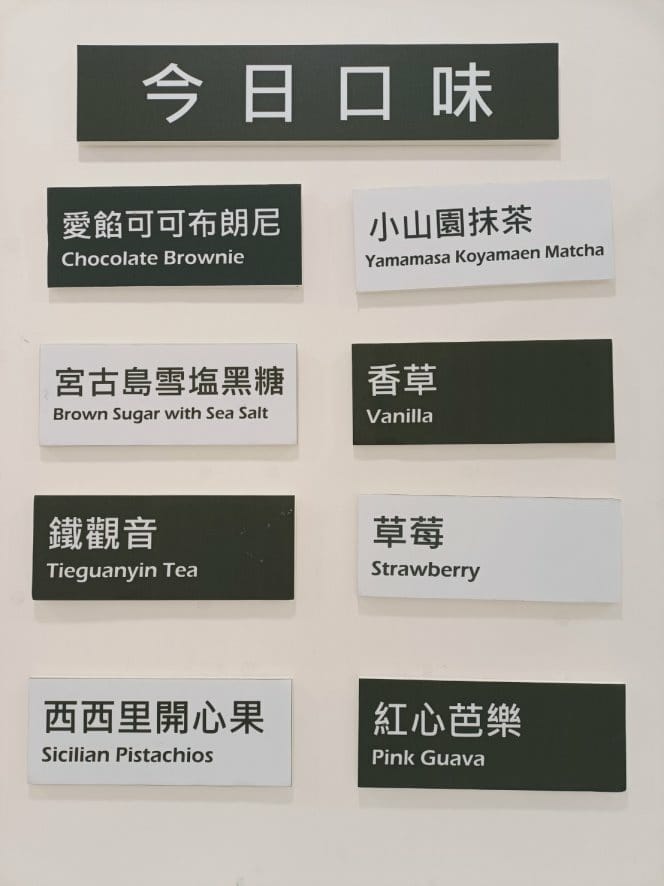 今日口味
愛餡可可布朗尼
Chocolate Brownie
小山園抹茶
Yamamasa Koyamaen Matcha
宮古島雪塩黑糖
Brown Sugar with Sea Salt
香草
Vanilla
鐵觀音
Tieguanyin Tea
草莓
Strawberry
西西里開心果
Sicilian Pistachios
紅心芭樂
Pink Guava